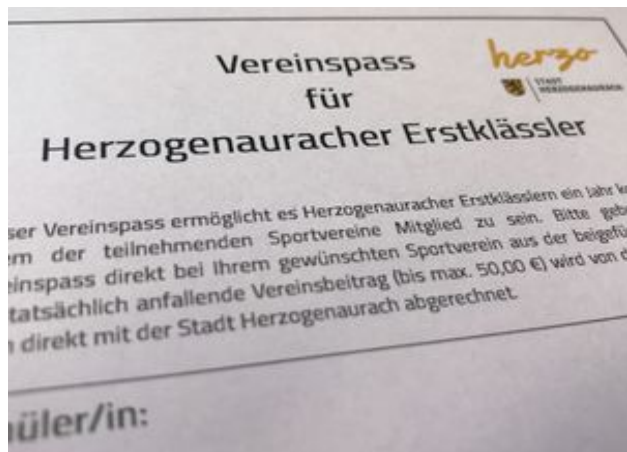 Vereinspass
herzo
für
STADT
HERZOGENAURACH
Herzogenauracher Erstklässler
ser Vereinspass ermöglicht es Herzogenauracher Erstklässlern ein Jahr k
em der teilnehmenden Sportvereine Mitglied zu sein. Bitte geb
einspass direkt bei Ihrem gewünschten Sportverein aus der beigefü
tatsächlich anfallende Vereinsbeitrag (bis max. 50,00 €) wird von d
n direkt mit der Stadt Herzogenaurach abgerechnet.
üler/in: